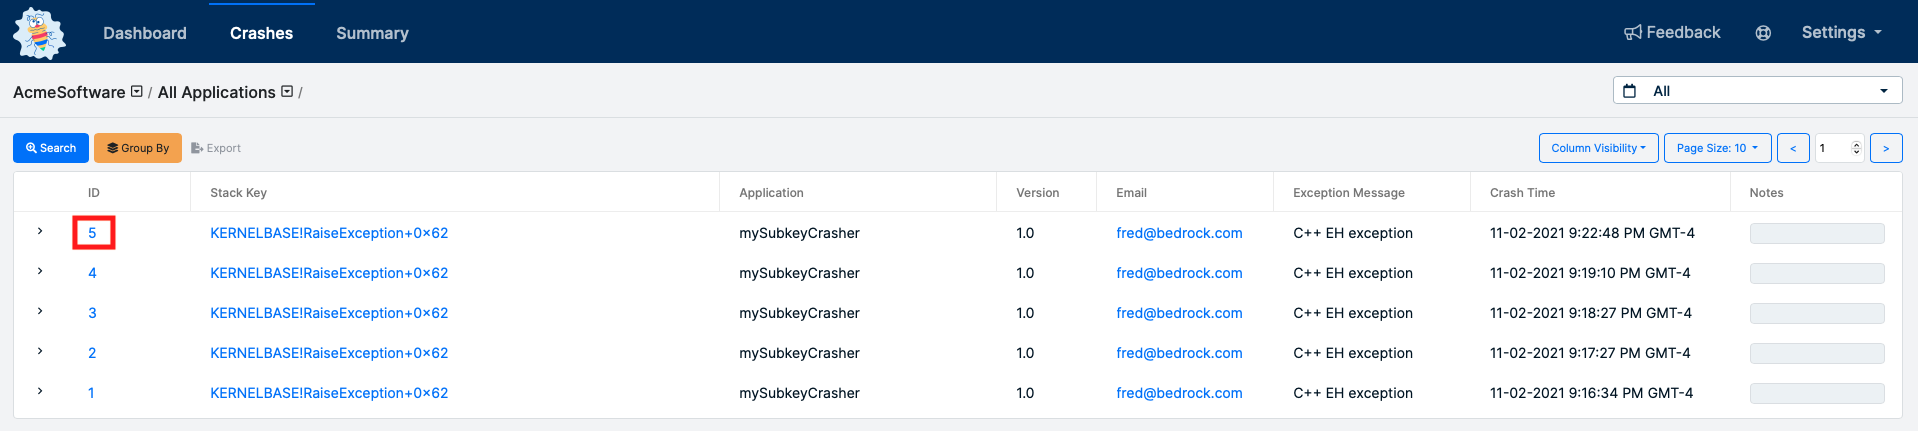 Dashboard Crashes Summary Feedback Settings
AcmeSoftware / All Applications / All
Search Group By Export Column Visibility Page Size: 10 < 1 >
ID Stack Key Application Version Email Exception Message Crash Time Notes
5 KERNELBASE!RaiseException+0x62 mySubkeyCrasher 1.0 fred@bedrock.com C++ EH exception 11-02-2021 9:22:48 PM GMT-4
4 KERNELBASE!RaiseException+0x62 mySubkeyCrasher 1.0 fred@bedrock.com C++ EH exception 11-02-2021 9:19:10 PM GMT-4
3 KERNELBASE!RaiseException+0x62 mySubkeyCrasher 1.0 fred@bedrock.com C++ EH exception 11-02-2021 9:18:27 PM GMT-4
2 KERNELBASE!RaiseException+0x62 mySubkeyCrasher 1.0 fred@bedrock.com C++ EH exception 11-02-2021 9:17:27 PM GMT-4
1 KERNELBASE!RaiseException+0x62 mySubkeyCrasher 1.0 fred@bedrock.com C++ EH exception 11-02-2021 9:16:34 PM GMT-4